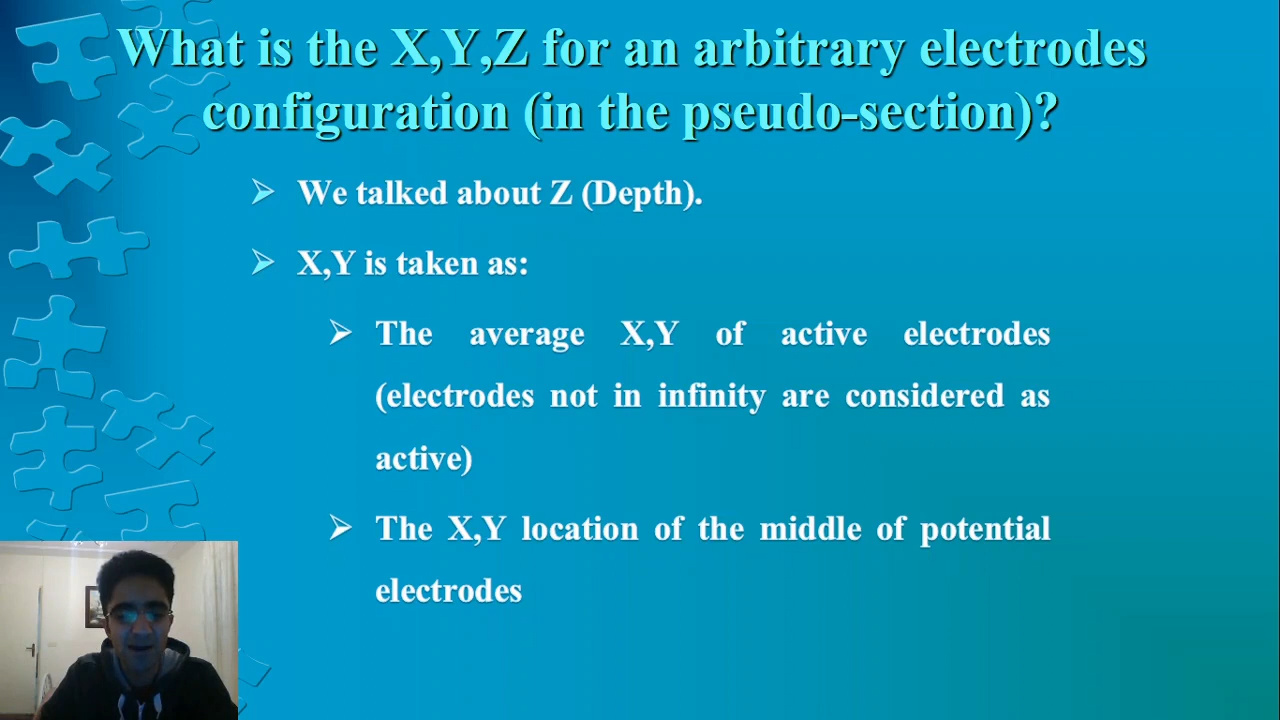 What is the X,Y,Z for an arbitrary electrodes
configuration (in the pseudo-section)?
We talked about Z (Depth).
X,Y is taken as:
The average X,Y of active electrodes
(electrodes not in infinity are considered as
active)
The X,Y location of the middle of potential
electrodes